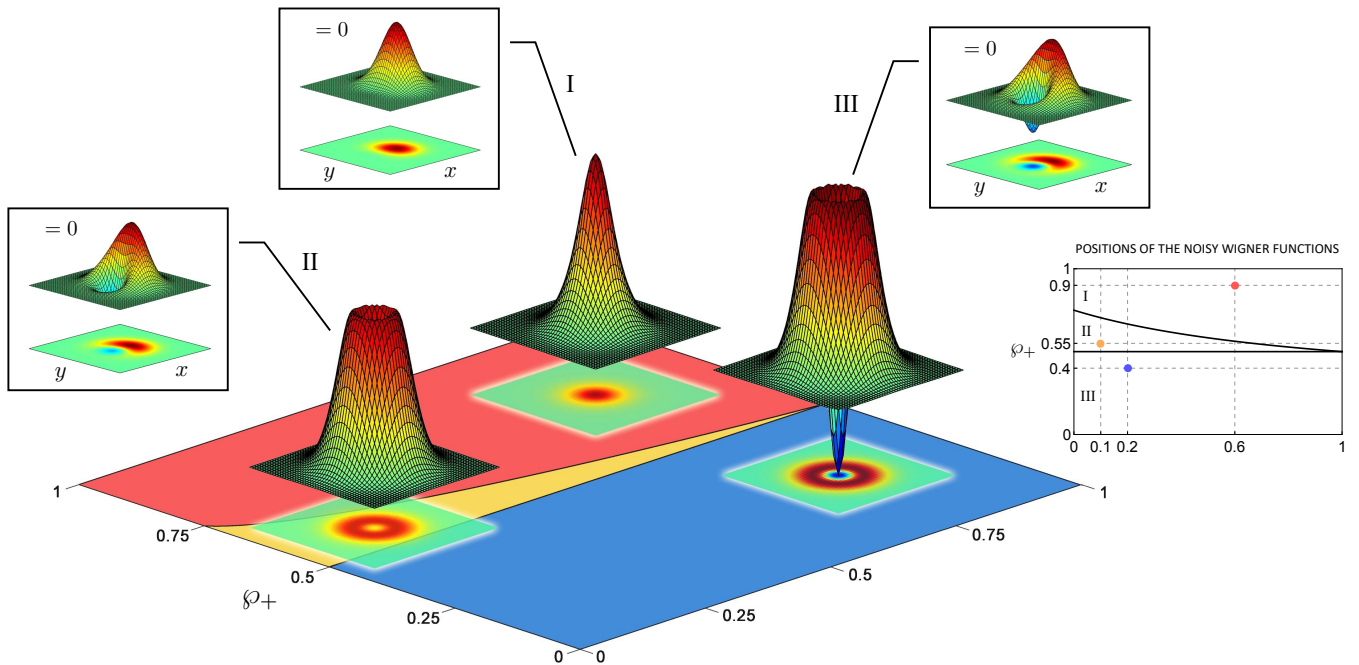 = 0
y x
I
= 0
y x
II
= 0
y x
III
POSITIONS OF THE NOISY WIGNER FUNCTIONS
1
0.9
I
II
0.55
℘+
0.4
III
0
0 0.1 0.2 0.6 1
1
0.75
0.5
℘+
0.25
0
0
0.25
0.5
0.75
1